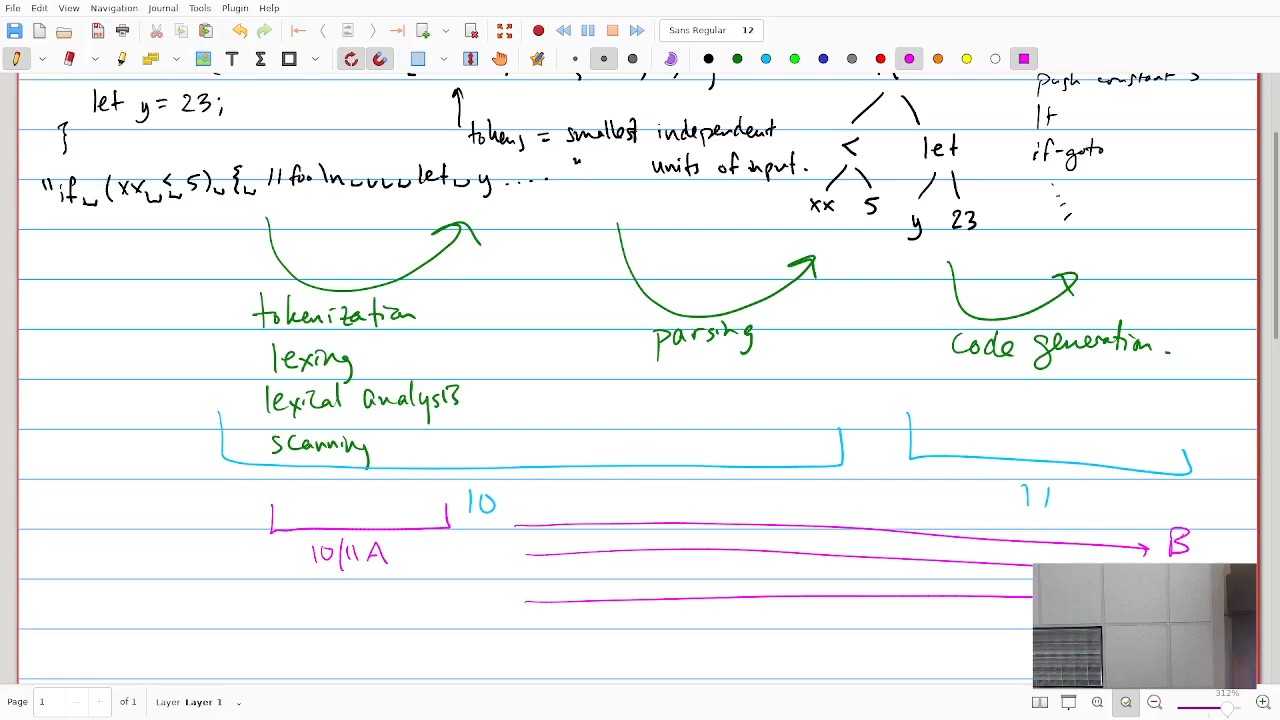 File Edit View Navigation Journal Tools Plugin Help
Sans Regular 12
let y = 23;
}
tokens = smallest independent
units of input.
"if␣(xx␣<␣5)␣{␣ //foo\n␣␣␣␣let␣y ....
<
let
xx 5 y 23
push constant 5
lt
if-goto
tokenization
lexing
lexical analysis
scanning
parsing
code generation.
10
11
10/11 A
B
Page 1 of 1 Layer Layer 1
312%